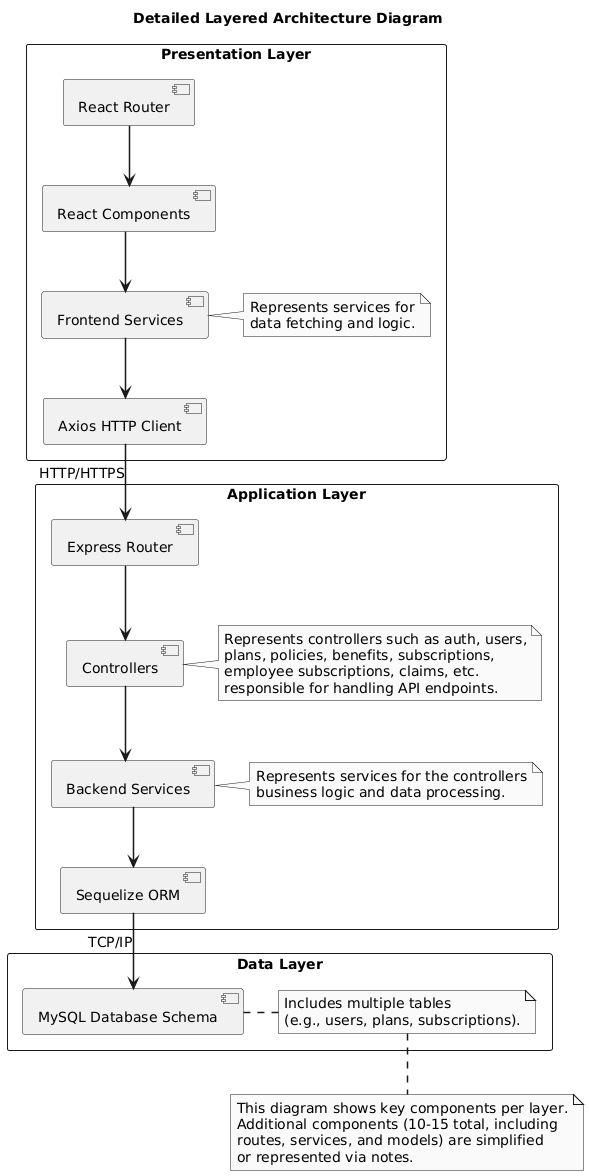 Detailed Layered Architecture Diagram
Presentation Layer
React Router
React Components
Frontend Services
Represents services for
data fetching and logic.
Axios HTTP Client
HTTP/HTTPS
Application Layer
Express Router
Controllers
Represents controllers such as auth, users,
plans, policies, benefits, subscriptions,
employee subscriptions, claims, etc.
responsible for handling API endpoints.
Backend Services
Represents services for the controllers
business logic and data processing.
Sequelize ORM
TCP/IP
Data Layer
MySQL Database Schema
Includes multiple tables
(e.g., users, plans, subscriptions).
This diagram shows key components per layer.
Additional components (10-15 total, including
routes, services, and models) are simplified
or represented via notes.